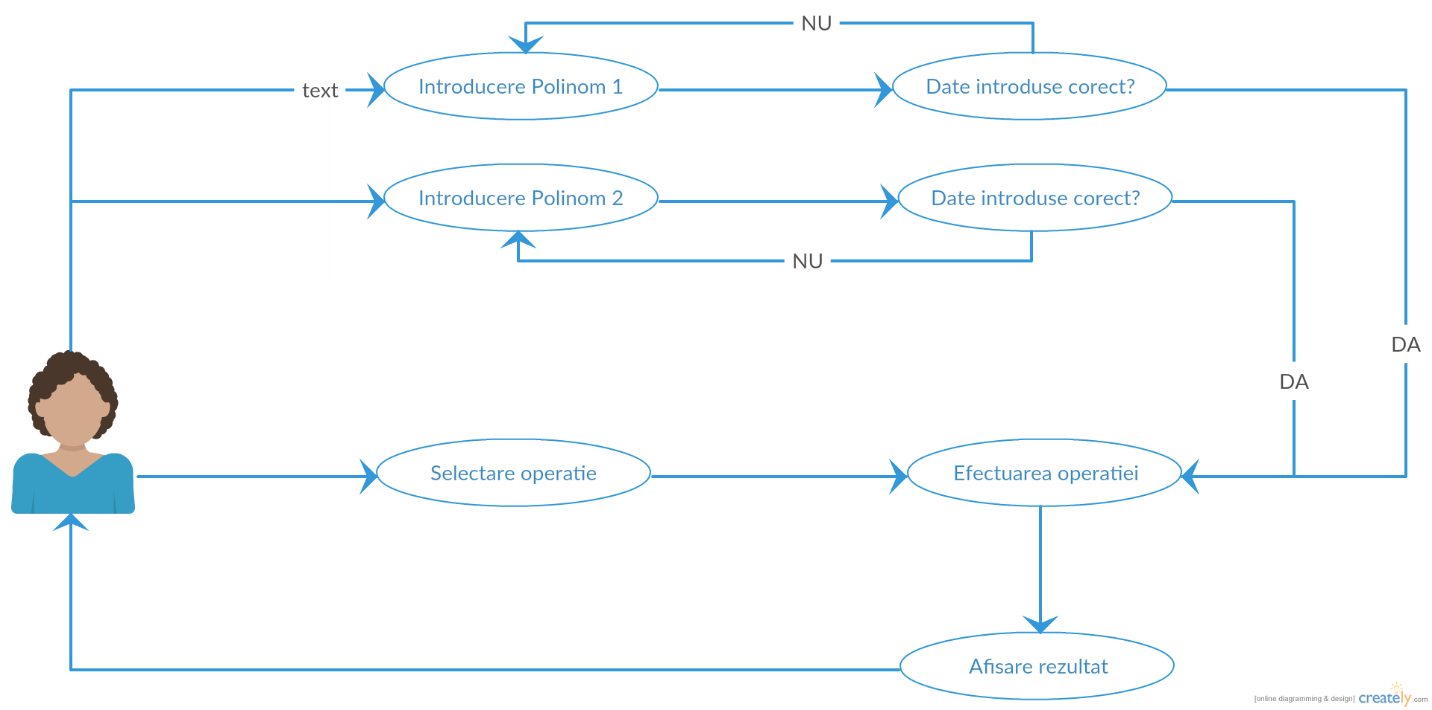 NU
text
Introducere Polinom 1
Date introduse corect?
Introducere Polinom 2
Date introduse corect?
NU
DA
DA
Selectare operatie
Efectuarea operatiei
Afisare rezultat
[online diagramming & design] creately.com